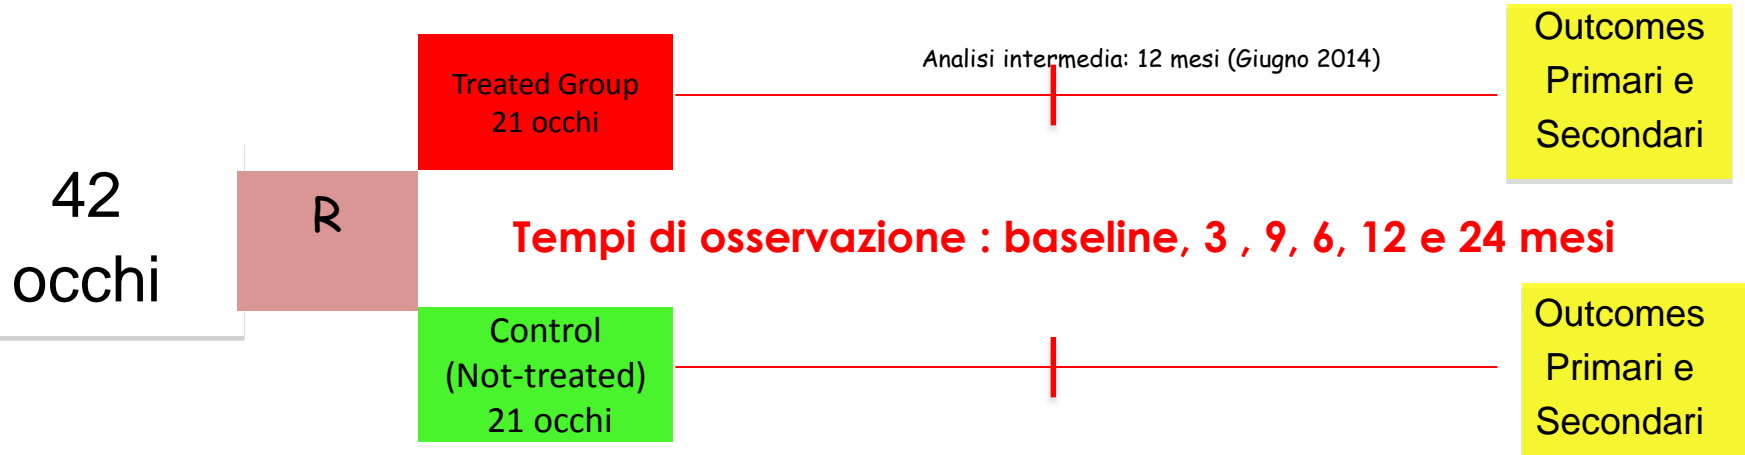 42
occhi
R
Treated Group
21 occhi
Analisi intermedia: 12 mesi (Giugno 2014)
Outcomes
Primari e
Secondari
Tempi di osservazione : baseline, 3 , 9, 6, 12 e 24 mesi
Control
(Not-treated)
21 occhi
Outcomes
Primari e
Secondari